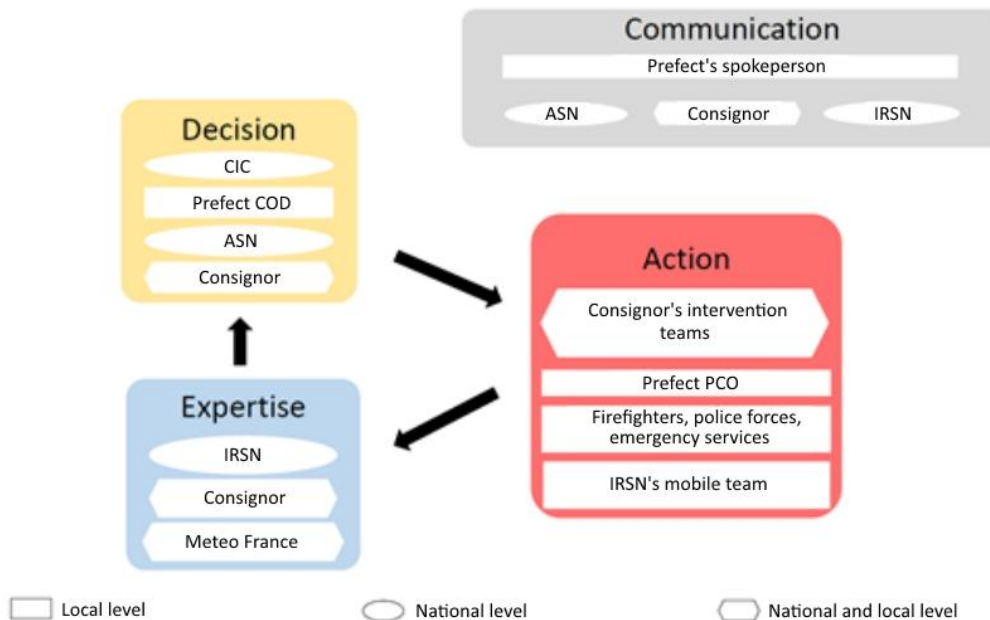 Communication
Prefect's spokeperson
ASN
Consignor
IRSN
Decision
CIC
Prefect COD
ASN
Consignor
Action
Consignor's intervention
teams
Prefect PCO
Firefighters, police forces,
emergency services
IRSN's mobile team
Expertise
IRSN
Consignor
Meteo France
Local level
National level
National and local level